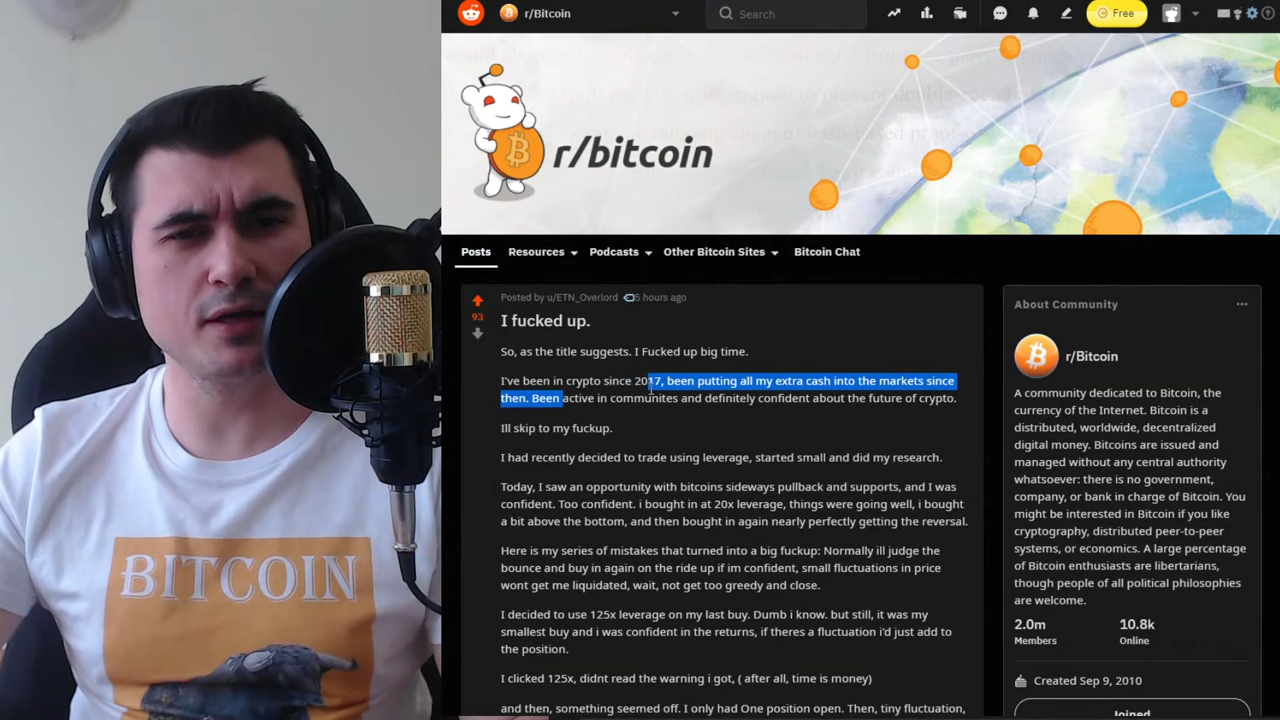 r/Bitcoin
Search
Free
r/bitcoin
Posts
Resources
Podcasts
Other Bitcoin Sites
Bitcoin Chat
Posted by u/ETN_Overlord 5 hours ago
93
I fucked up.
So, as the title suggests. I Fucked up big time.
I've been in crypto since 2017, been putting all my extra cash into the markets since
then. Been active in communites and definitely confident about the future of crypto.
Ill skip to my fuckup.
I had recently decided to trade using leverage, started small and did my research.
Today, I saw an opportunity with bitcoins sideways pullback and supports, and I was
confident. Too confident. i bought in at 20x leverage, things were going well, i bought
a bit above the bottom, and then bought in again nearly perfectly getting the reversal.
Here is my series of mistakes that turned into a big fuckup: Normally ill judge the
bounce and buy in again on the ride up if im confident, small fluctuations in price
wont get me liquidated, wait, not get too greedy and close.
I decided to use 125x leverage on my last buy. Dumb i know. but still, it was my
smallest buy and i was confident in the returns, if theres a fluctuation i'd just add to
the position.
I clicked 125x, didnt read the warning i got, ( after all, time is money)
and then, something seemed off. I only had One position open. Then, tiny fluctuation,
About Community
r/Bitcoin
A community dedicated to Bitcoin, the
currency of the Internet. Bitcoin is a
distributed, worldwide, decentralized
digital money. Bitcoins are issued and
managed without any central authority
whatsoever: there is no government,
company, or bank in charge of Bitcoin. You
might be interested in Bitcoin if you like
cryptography, distributed peer-to-peer
systems, or economics. A large percentage
of Bitcoin enthusiasts are libertarians,
though people of all political philosophies
are welcome.
2.0m
Members
10.8k
Online
Created Sep 9, 2010
Joined
BITCOIN